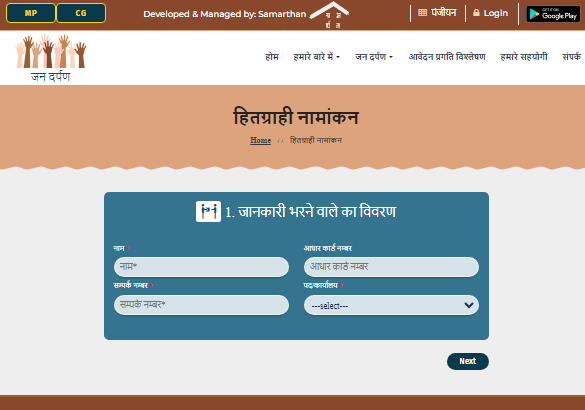 MP CG Developed & Managed by: Samarthan पंजीयन Login GET IT ON Google Play
जन दर्पण
होम हमारे बारे में जन दर्पण आवेदन प्रगति विश्लेषण हमारे सहयोगी संपर्क
हितग्राही नामांकन
Home // हितग्राही नामांकन
1. जानकारी भरने वाले का विवरण
नाम * आधार कार्ड नम्बर
नाम* आधार कार्ड नम्बर
सम्पर्क नम्बर * पद/कार्यालय *
सम्पर्क नम्बर* ---select---
Next